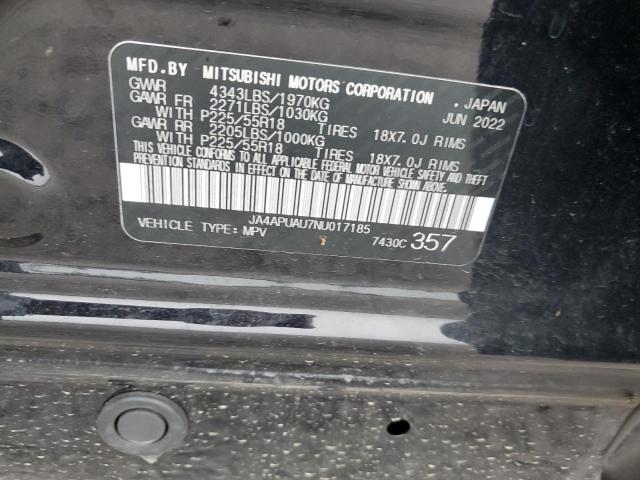 MFD.BY MITSUBISHI MOTORS CORPORATION . JAPAN
GVWR 4343LBS/1970KG JUN 2022
GAWR FR 2271LBS/1030KG
WITH P225/55R18 TIRES 18X7.0J RIMS
GAWR RR 2205LBS/1000KG
WITH P225/55R18 TIRES 18X7.0J RIMS
THIS VEHICLE CONFORMS TO ALL APPLICABLE FEDERAL MOTOR VEHICLE SAFETY AND THEFT
PREVENTION STANDARDS IN EFFECT ON THE DATE OF MANUFACTURE SHOWN ABOVE.
JA4APUAU7NU017185
VEHICLE TYPE: MPV 7430C 357